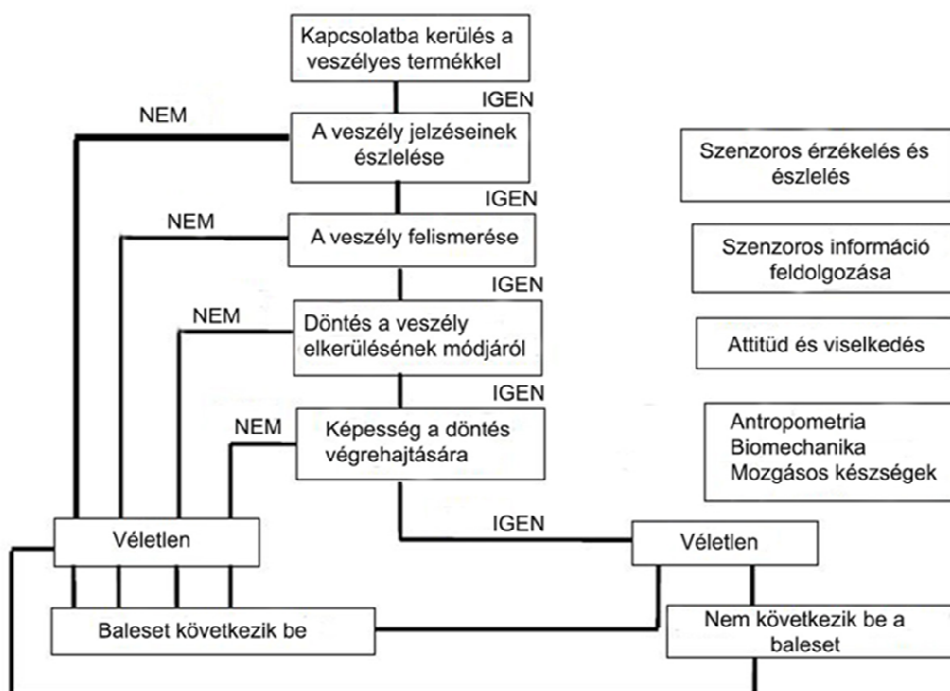 Kapcsolatba kerülés a
veszélyes termékkel
IGEN
NEM
A veszély jelzéseinek
észlelése
Szenzoros érzékelés és
észlelés
IGEN
NEM
A veszély felismerése
Szenzoros információ
feldolgozása
IGEN
NEM
Döntés a veszély
elkerülésének módjáról
Attitüd és viselkedés
IGEN
NEM
Képesség a döntés
végrehajtására
Antropometria
Biomechanika
Mozgásos készségek
IGEN
Véletlen
Véletlen
Baleset következik be
Nem következik be a
baleset